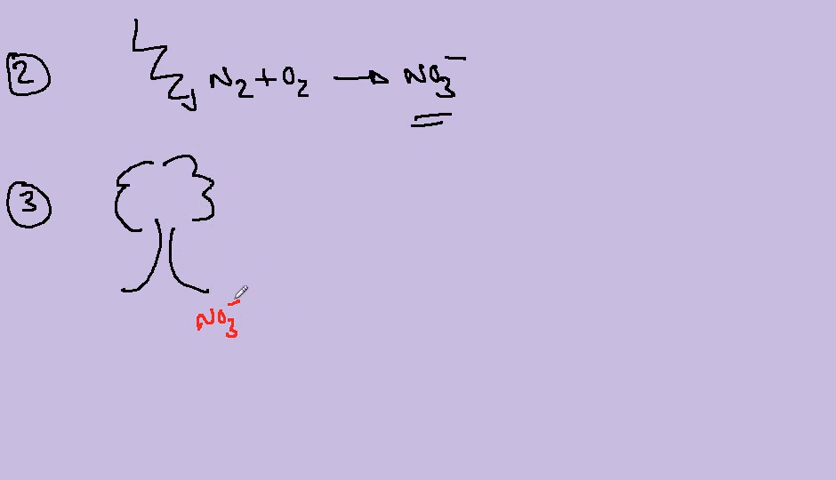 ② N₂ + O₂ → NO₃⁻
③
NO₃⁻